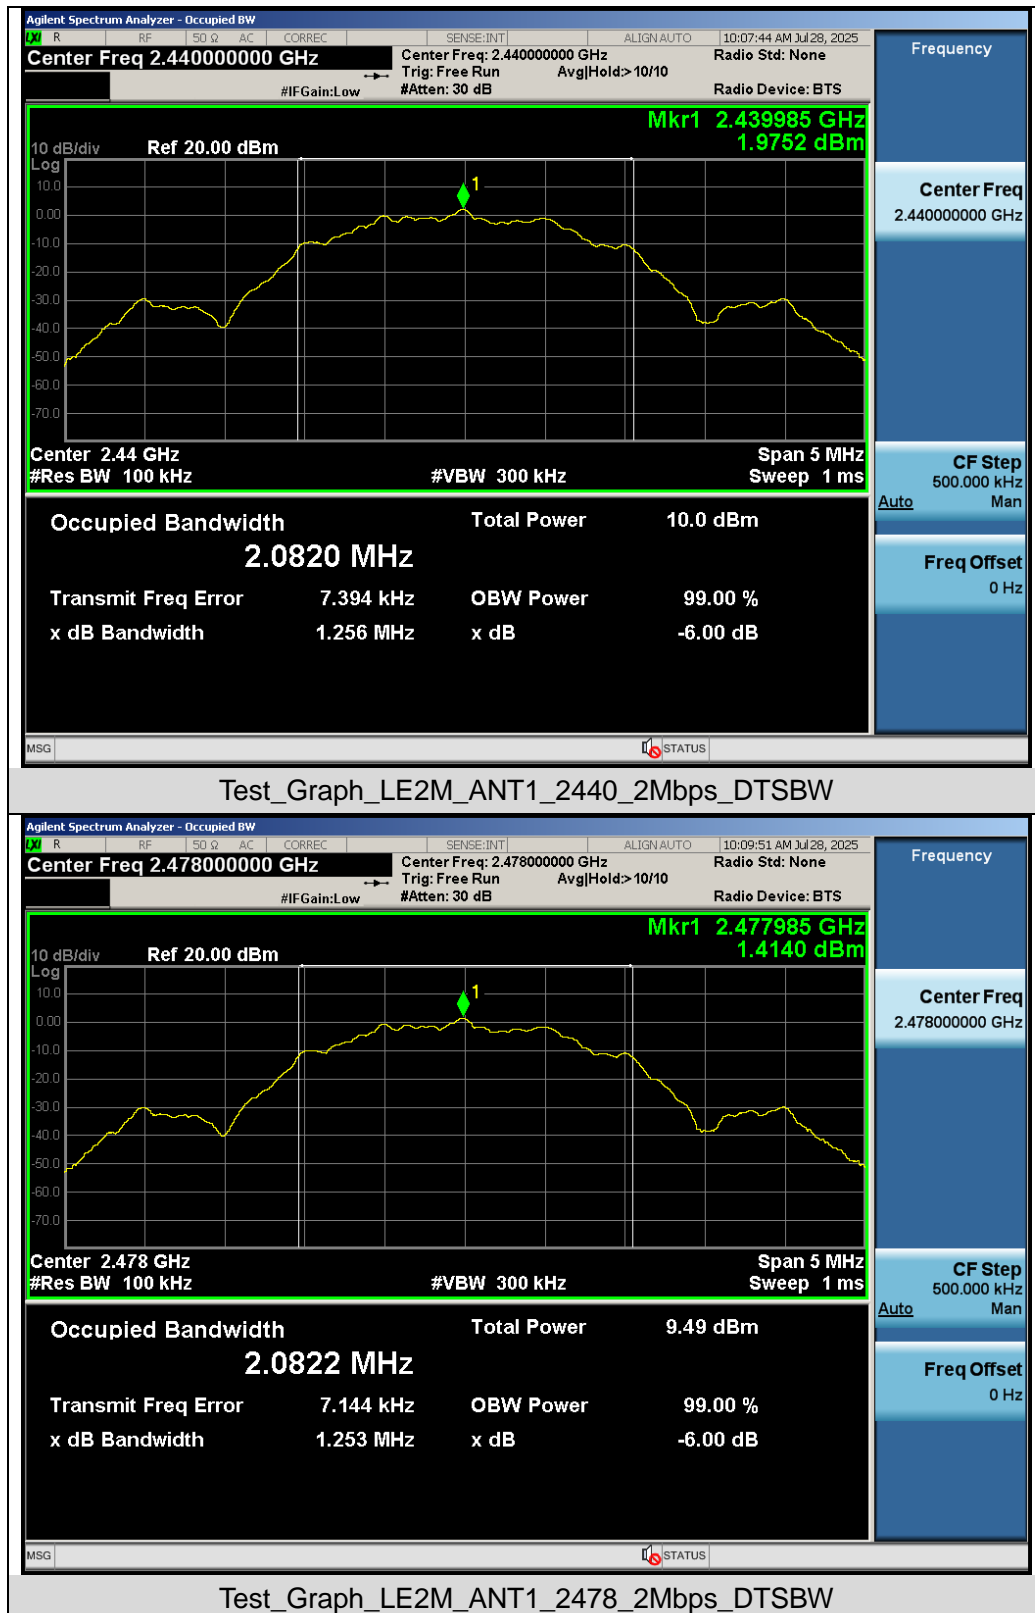 Agilent Spectrum Analyzer - Occupied BW
LXI R RF 50 Ω AC CORREC SENSE:INT ALIGN AUTO 10:07:44 AM Jul 28, 2025
Center Freq 2.440000000 GHz Center Freq: 2.440000000 GHz Radio Std: None Frequency
Trig: Free Run Avg|Hold:>10/10
#IFGain:Low #Atten: 30 dB Radio Device: BTS
Mkr1 2.439985 GHz
1.9752 dBm
10 dB/div Ref 20.00 dBm
Log
10.0
0.00
-10.0
-20.0
-30.0
-40.0
-50.0
-60.0
-70.0
1
Center Freq
2.440000000 GHz
Center 2.44 GHz Span 5 MHz
#Res BW 100 kHz #VBW 300 kHz Sweep 1 ms
CF Step
500.000 kHz
Auto Man
Occupied Bandwidth Total Power 10.0 dBm
2.0820 MHz
Freq Offset
0 Hz
Transmit Freq Error 7.394 kHz OBW Power 99.00 %
x dB Bandwidth 1.256 MHz x dB -6.00 dB
MSG STATUS
Test_Graph_LE2M_ANT1_2440_2Mbps_DTSBW
Agilent Spectrum Analyzer - Occupied BW
LXI R RF 50 Ω AC CORREC SENSE:INT ALIGN AUTO 10:09:51 AM Jul 28, 2025
Center Freq 2.478000000 GHz Center Freq: 2.478000000 GHz Radio Std: None Frequency
Trig: Free Run Avg|Hold:>10/10
#IFGain:Low #Atten: 30 dB Radio Device: BTS
Mkr1 2.477985 GHz
1.4140 dBm
10 dB/div Ref 20.00 dBm
Log
10.0
0.00
-10.0
-20.0
-30.0
-40.0
-50.0
-60.0
-70.0
1
Center Freq
2.478000000 GHz
Center 2.478 GHz Span 5 MHz
#Res BW 100 kHz #VBW 300 kHz Sweep 1 ms
CF Step
500.000 kHz
Auto Man
Occupied Bandwidth Total Power 9.49 dBm
2.0822 MHz
Freq Offset
0 Hz
Transmit Freq Error 7.144 kHz OBW Power 99.00 %
x dB Bandwidth 1.253 MHz x dB -6.00 dB
MSG STATUS
Test_Graph_LE2M_ANT1_2478_2Mbps_DTSBW